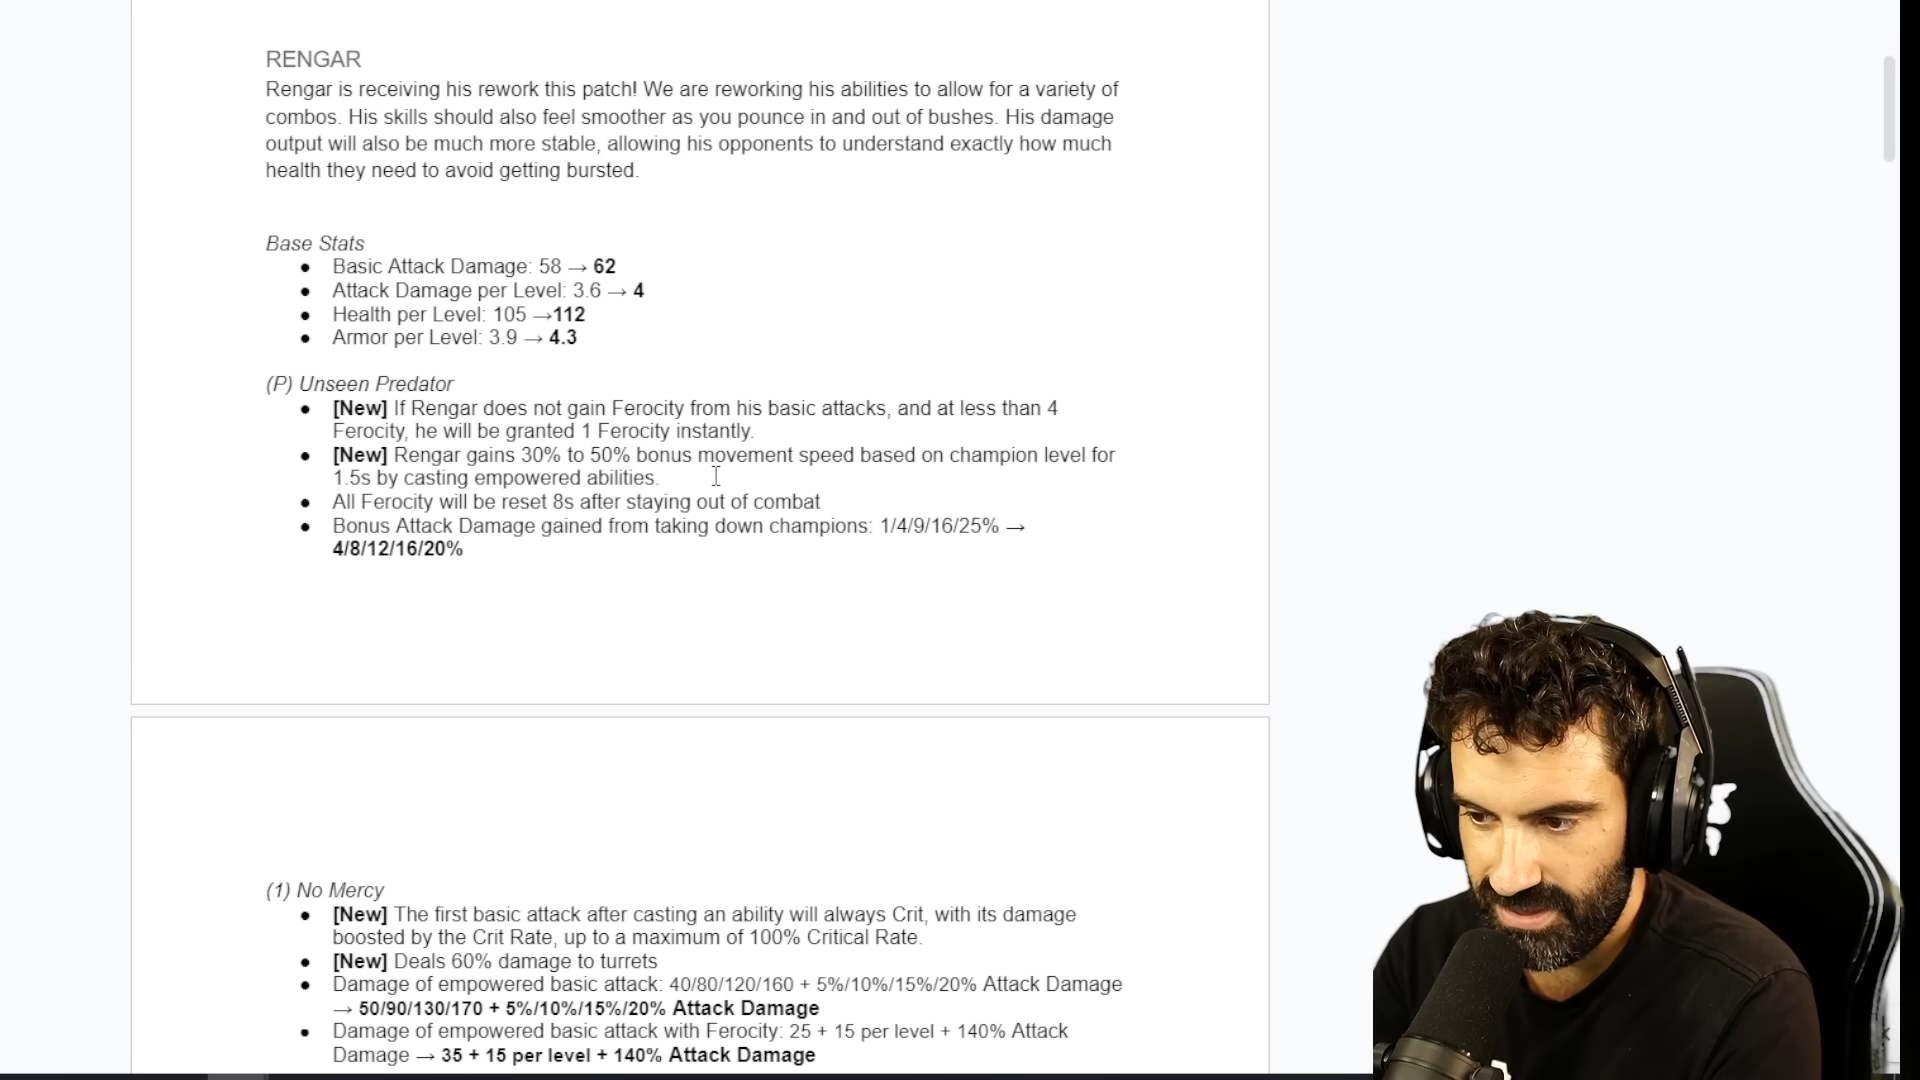 RENGAR
Rengar is receiving his rework this patch! We are reworking his abilities to allow for a variety of
combos. His skills should also feel smoother as you pounce in and out of bushes. His damage
output will also be much more stable, allowing his opponents to understand exactly how much
health they need to avoid getting bursted.
Base Stats
● Basic Attack Damage: 58 → 62
● Attack Damage per Level: 3.6 → 4
● Health per Level: 105 →112
● Armor per Level: 3.9 → 4.3
(P) Unseen Predator
● [New] If Rengar does not gain Ferocity from his basic attacks, and at less than 4
Ferocity, he will be granted 1 Ferocity instantly.
● [New] Rengar gains 30% to 50% bonus movement speed based on champion level for
1.5s by casting empowered abilities.
● All Ferocity will be reset 8s after staying out of combat
● Bonus Attack Damage gained from taking down champions: 1/4/9/16/25% →
4/8/12/16/20%
(1) No Mercy
● [New] The first basic attack after casting an ability will always Crit, with its damage
boosted by the Crit Rate, up to a maximum of 100% Critical Rate.
● [New] Deals 60% damage to turrets
● Damage of empowered basic attack: 40/80/120/160 + 5%/10%/15%/20% Attack Damage
→ 50/90/130/170 + 5%/10%/15%/20% Attack Damage
● Damage of empowered basic attack with Ferocity: 25 + 15 per level + 140% Attack
Damage → 35 + 15 per level + 140% Attack Damage